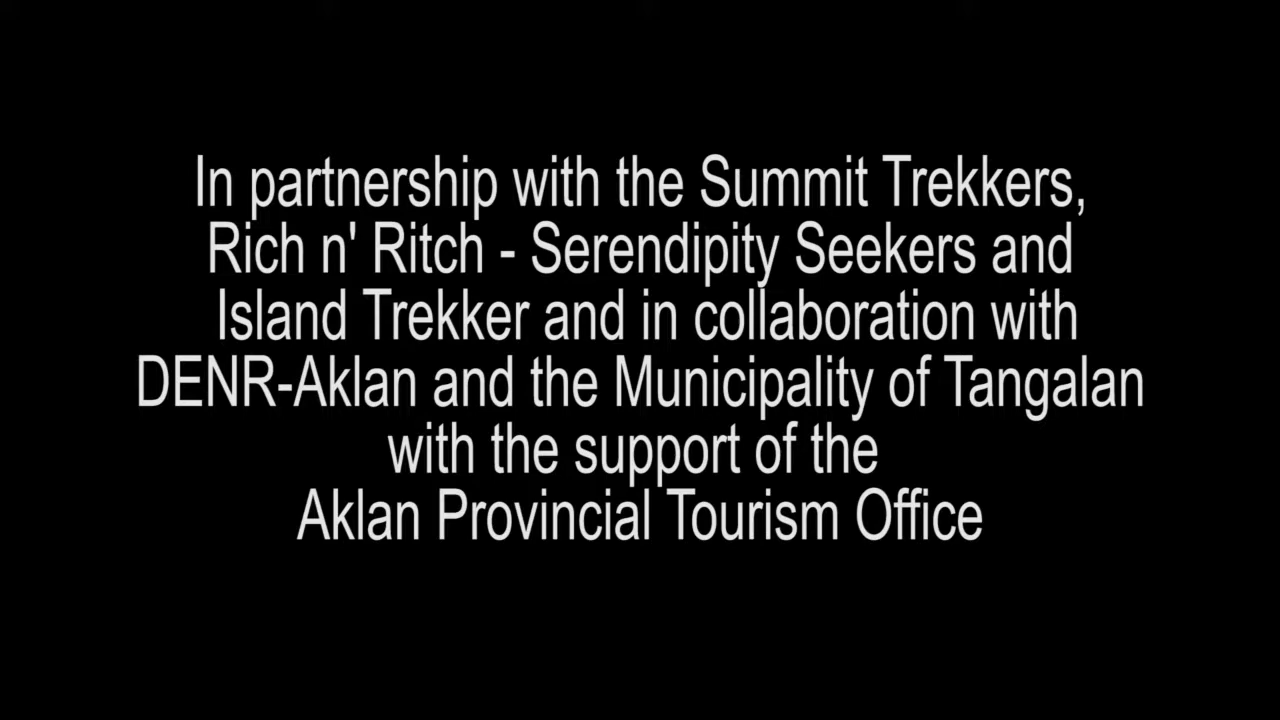 In partnership with the Summit Trekkers,
Rich n' Ritch - Serendipity Seekers and
Island Trekker and in collaboration with
DENR-Aklan and the Municipality of Tangalan
with the support of the
Aklan Provincial Tourism Office